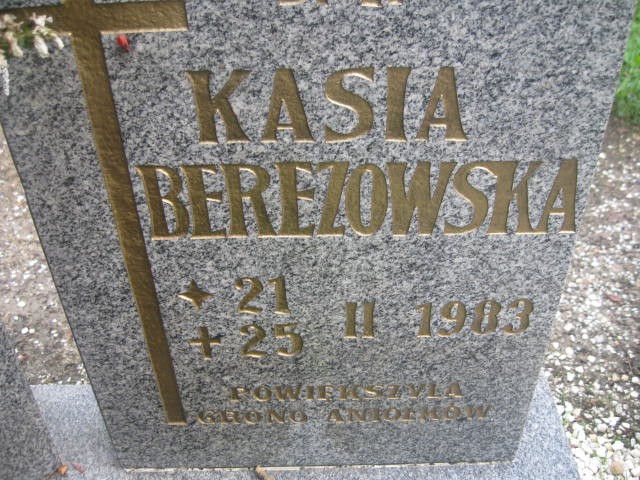 KASIA
BEREZOWSKA
21
+ 25 II 1983
POWIĘKSZYŁA
GRONO ANIOŁKÓW